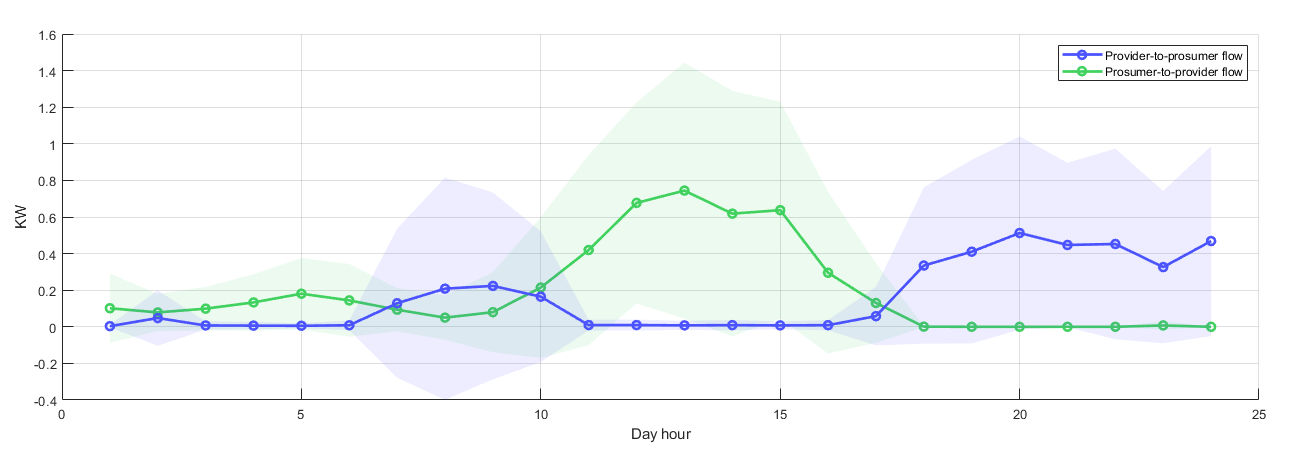 1.6
1.4
1.2
1
0.8
0.6
0.4
0.2
0
-0.2
-0.4
KW
Provider-to-prosumer flow
Prosumer-to-provider flow
0 5 10 15 20 25
Day hour